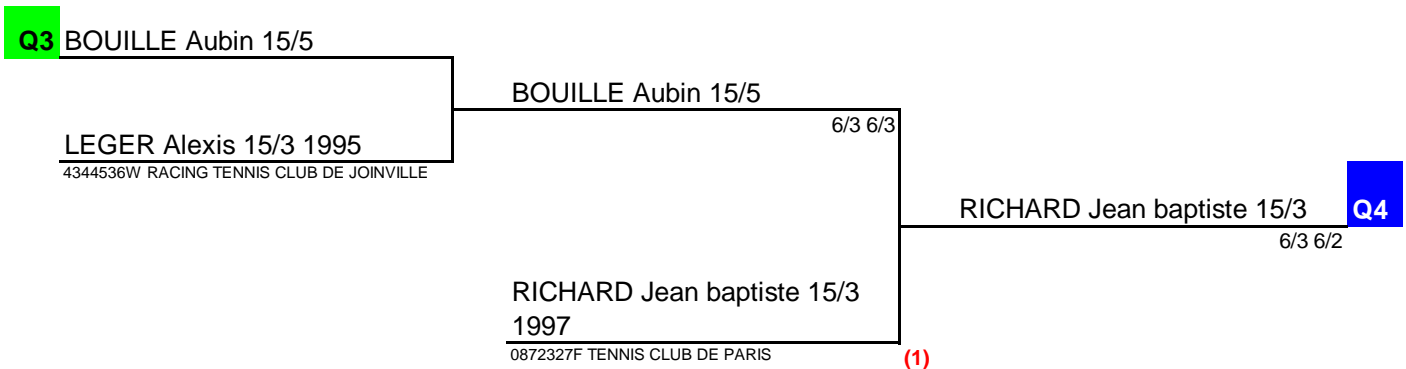 Q3 BOUILLE Aubin 15/5
BOUILLE Aubin 15/5
6/3 6/3
LEGER Alexis 15/3 1995
4344536W RACING TENNIS CLUB DE JOINVILLE
RICHARD Jean baptiste 15/3 Q4
6/3 6/2
RICHARD Jean baptiste 15/3
1997
0872327F TENNIS CLUB DE PARIS
(1)